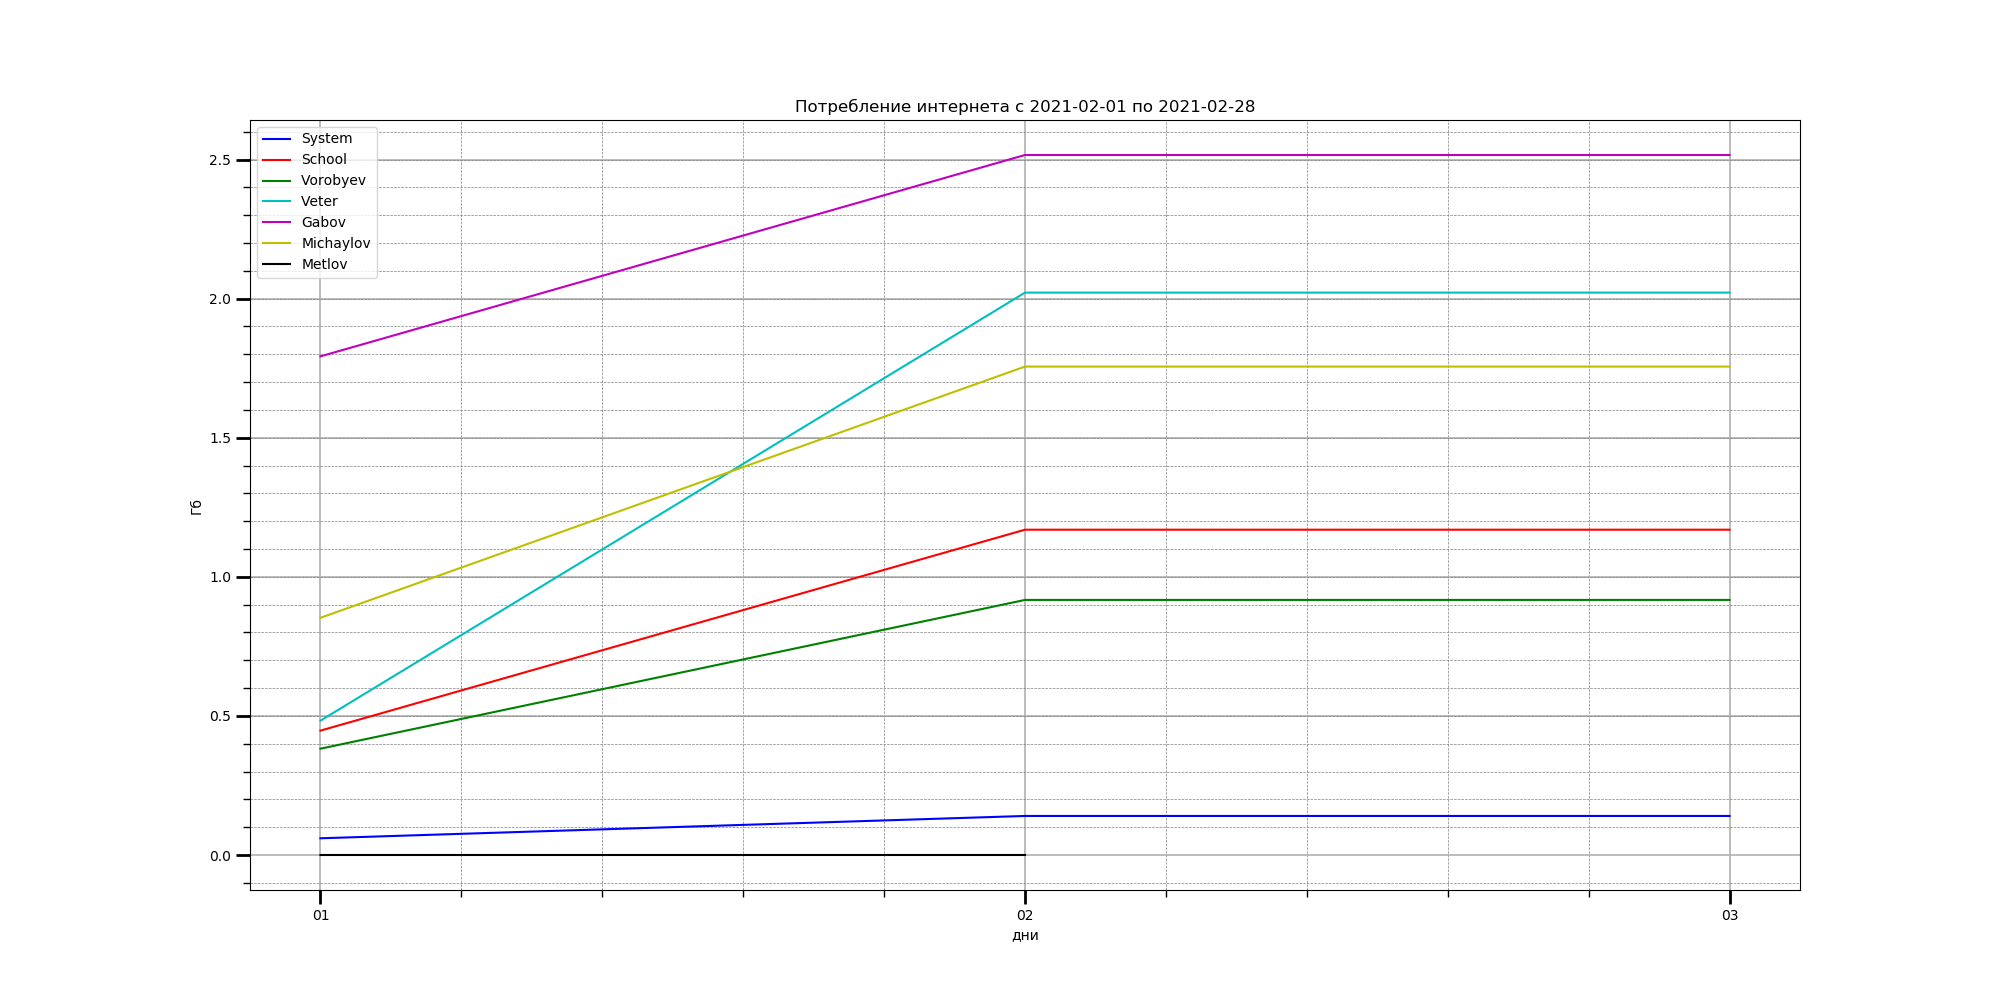 Потребление интернета с 2021-02-01 по 2021-02-28
System
School
Vorobyev
Veter
Gabov
Michaylov
Metlov
2.5
2.0
1.5
1.0
0.5
0.0
Гб
01 02 03
дни